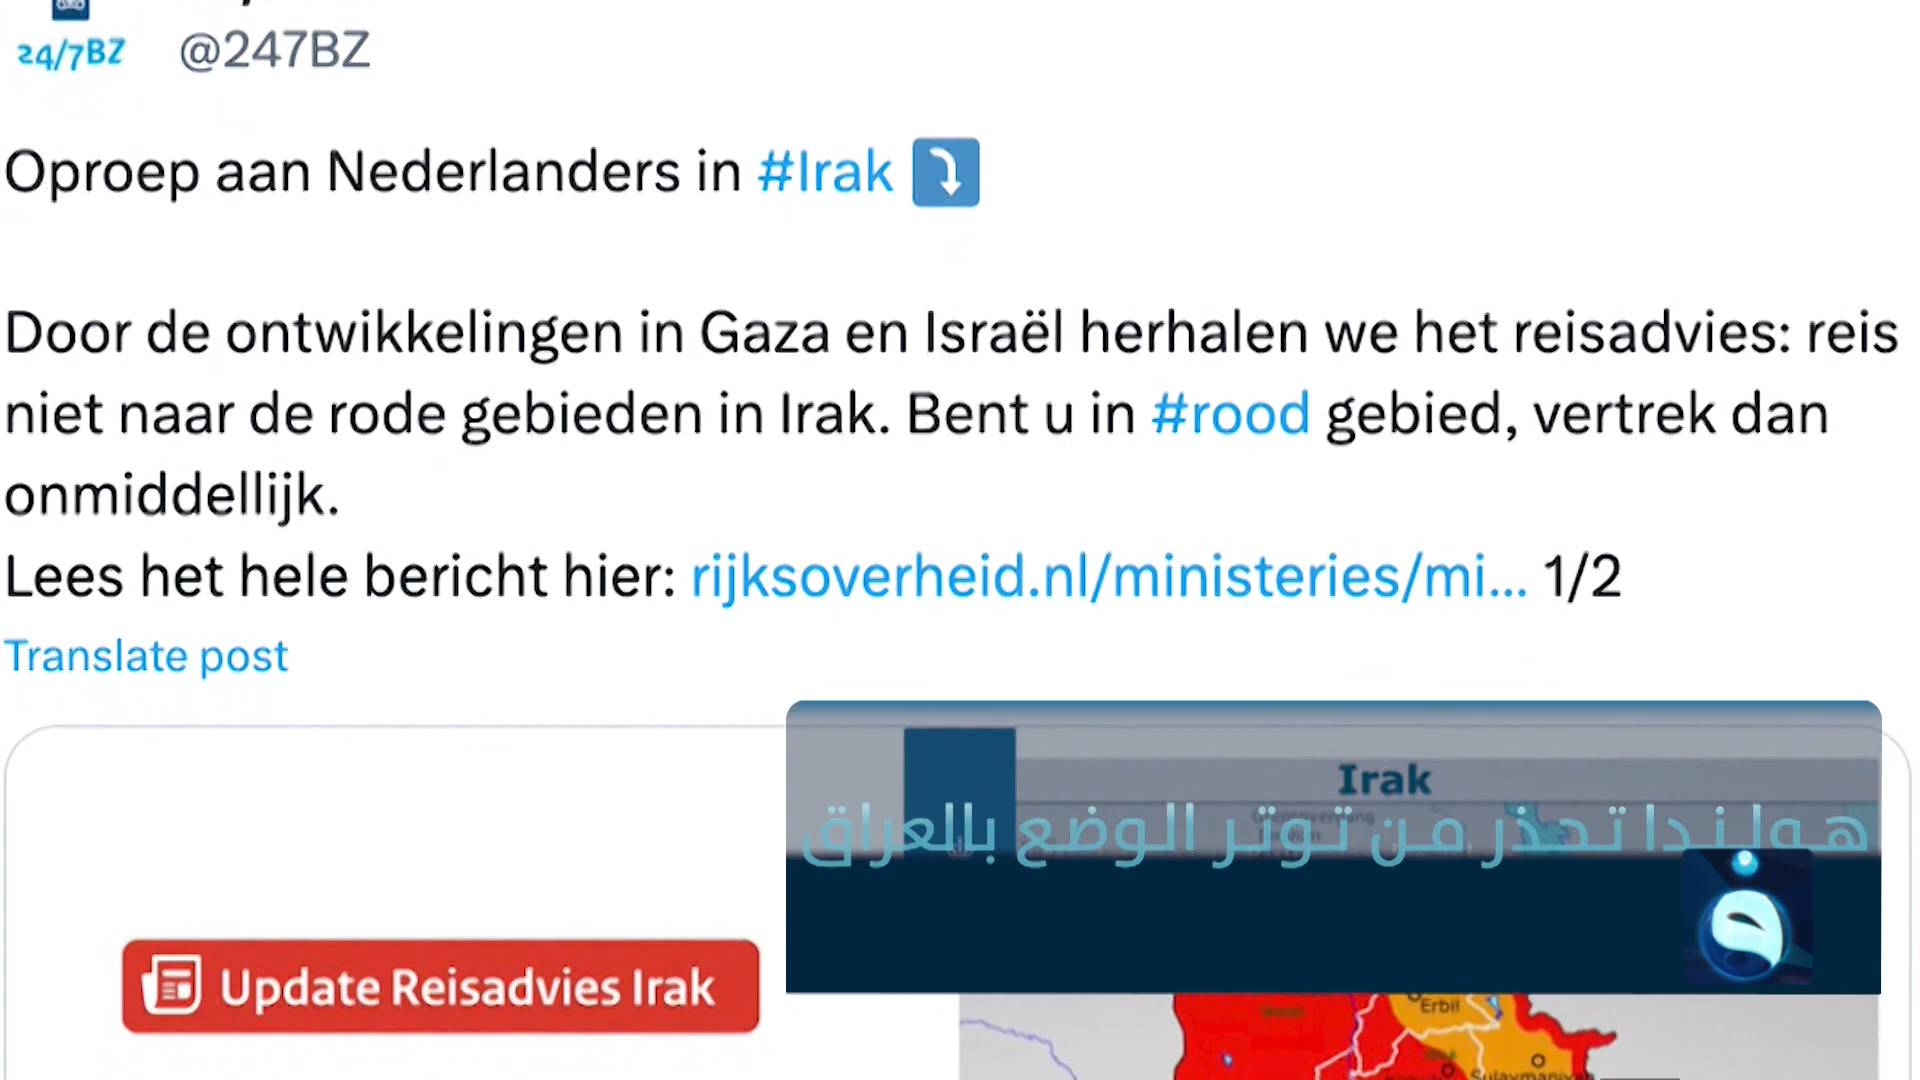 24/7BZ
@247BZ
Oproep aan Nederlanders in #Irak
Door de ontwikkelingen in Gaza en Israël herhalen we het reisadvies: reis
niet naar de rode gebieden in Irak. Bent u in #rood gebied, vertrek dan
onmiddellijk.
Lees het hele bericht hier: rijksoverheid.nl/ministeries/mi... 1/2
Translate post
Irak
هولندا تحذر من توتر الوضع بالعراق
Update Reisadvies Irak
Erbil
Sulaymaniyah